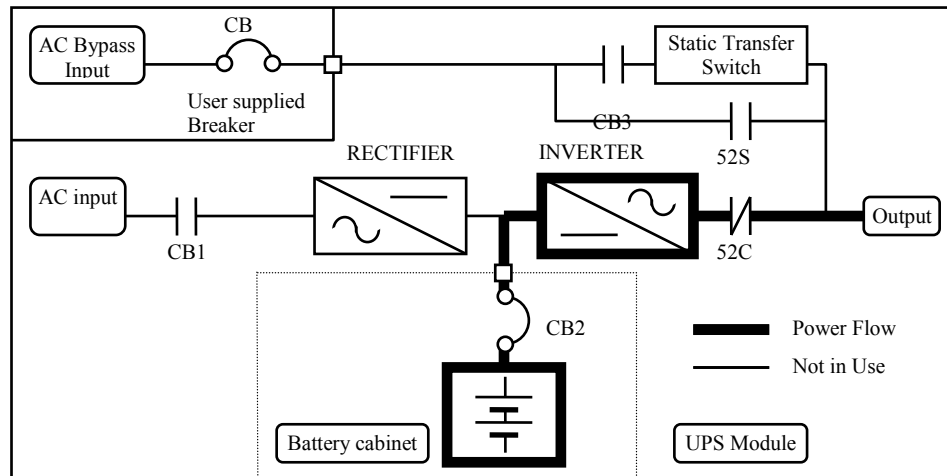 AC Bypass
Input
CB
User supplied
Breaker
Static Transfer
Switch
CB3
52S
RECTIFIER
INVERTER
AC input
CB1
52C
Output
CB2
Power Flow
Not in Use
Battery cabinet
UPS Module